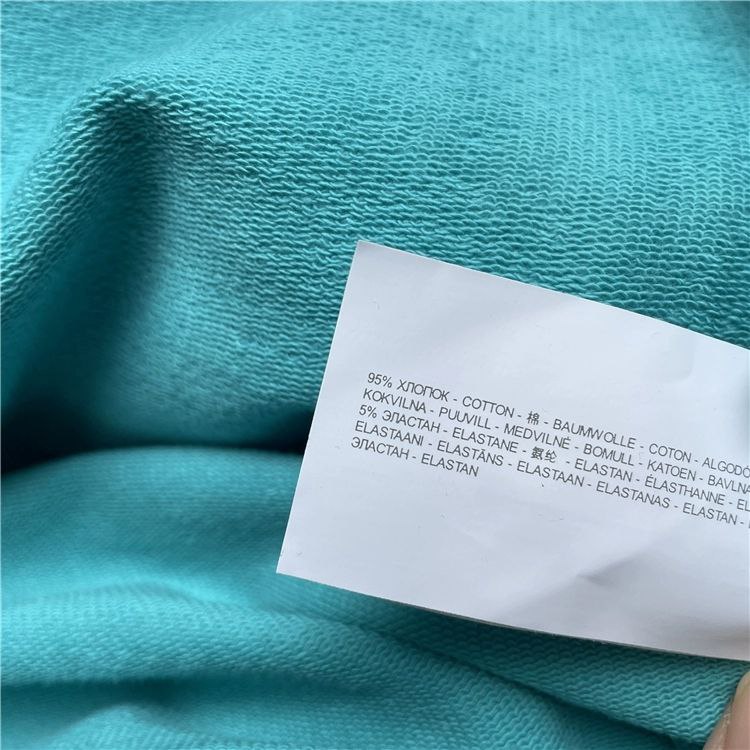 95% ХЛОПОК - COTTON - 棉 - BAUMWOLLE - COTON - ALGODÓ
KOKVILNA - PUUVILL - MEDVILNĖ - BOMULL - KATOEN - BAVLNA
5% ЭЛАСТАН - ELASTANE - 氨纶 - ELASTAN - ÉLASTHANNE - EL
ELASTAANI - ELASTĀNS - ELASTAAN - ELASTANAS - ELASTAN -
ЭЛАСТАН - ELASTAN